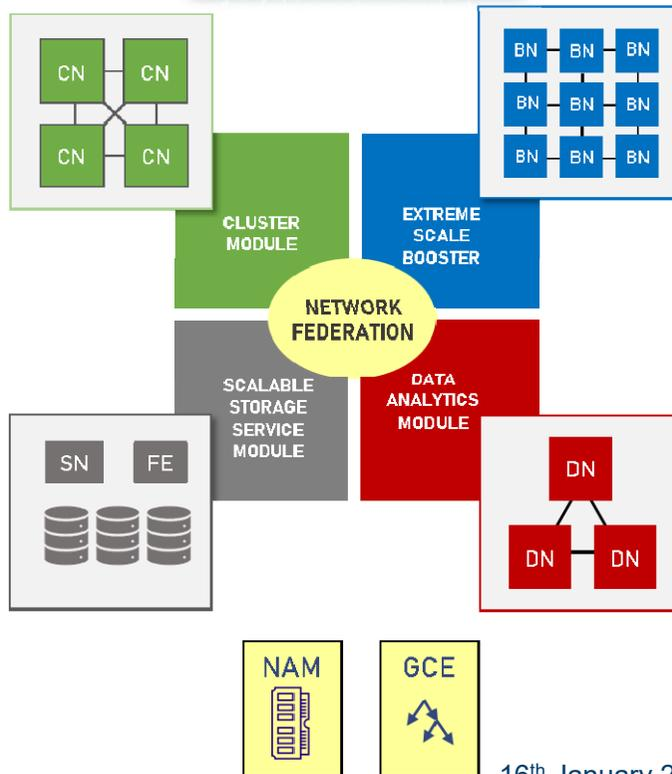 CN CN
CN CN
BN BN BN
BN BN BN
BN BN BN
CLUSTER
MODULE
EXTREME
SCALE
BOOSTER
NETWORK
FEDERATION
SCALABLE
STORAGE
SERVICE
MODULE
DATA
ANALYTICS
MODULE
SN FE
DN
DN DN
NAM GCE
16th January